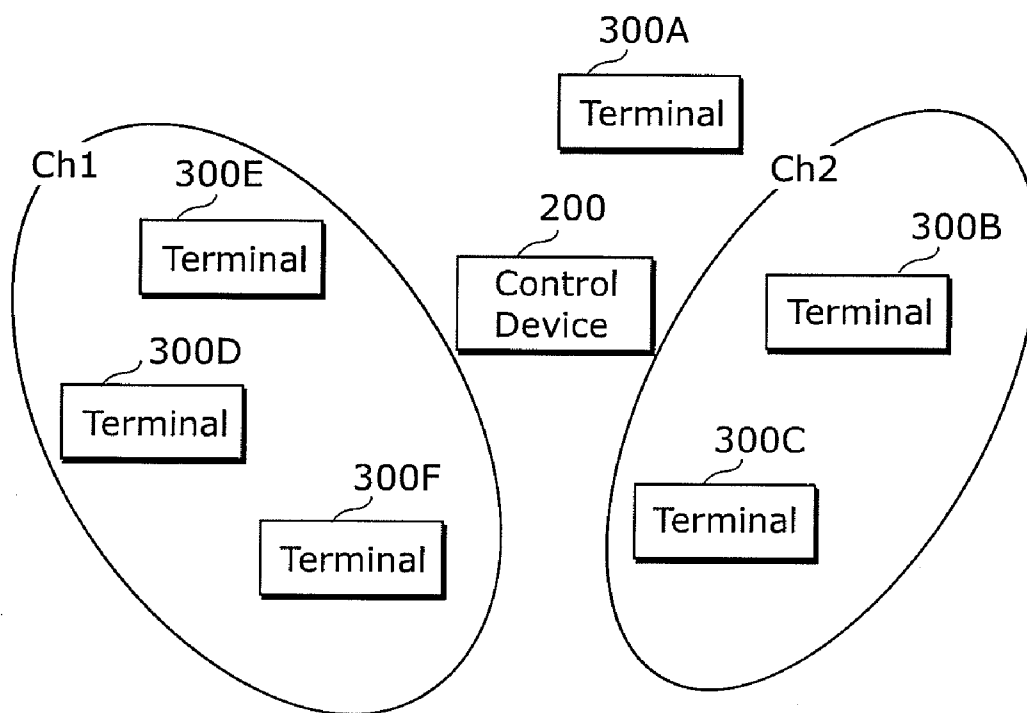 300A
Terminal
Ch1
300E
Terminal
200
Control
Device
Ch2
300B
Terminal
300D
Terminal
300C
Terminal
300F
Terminal